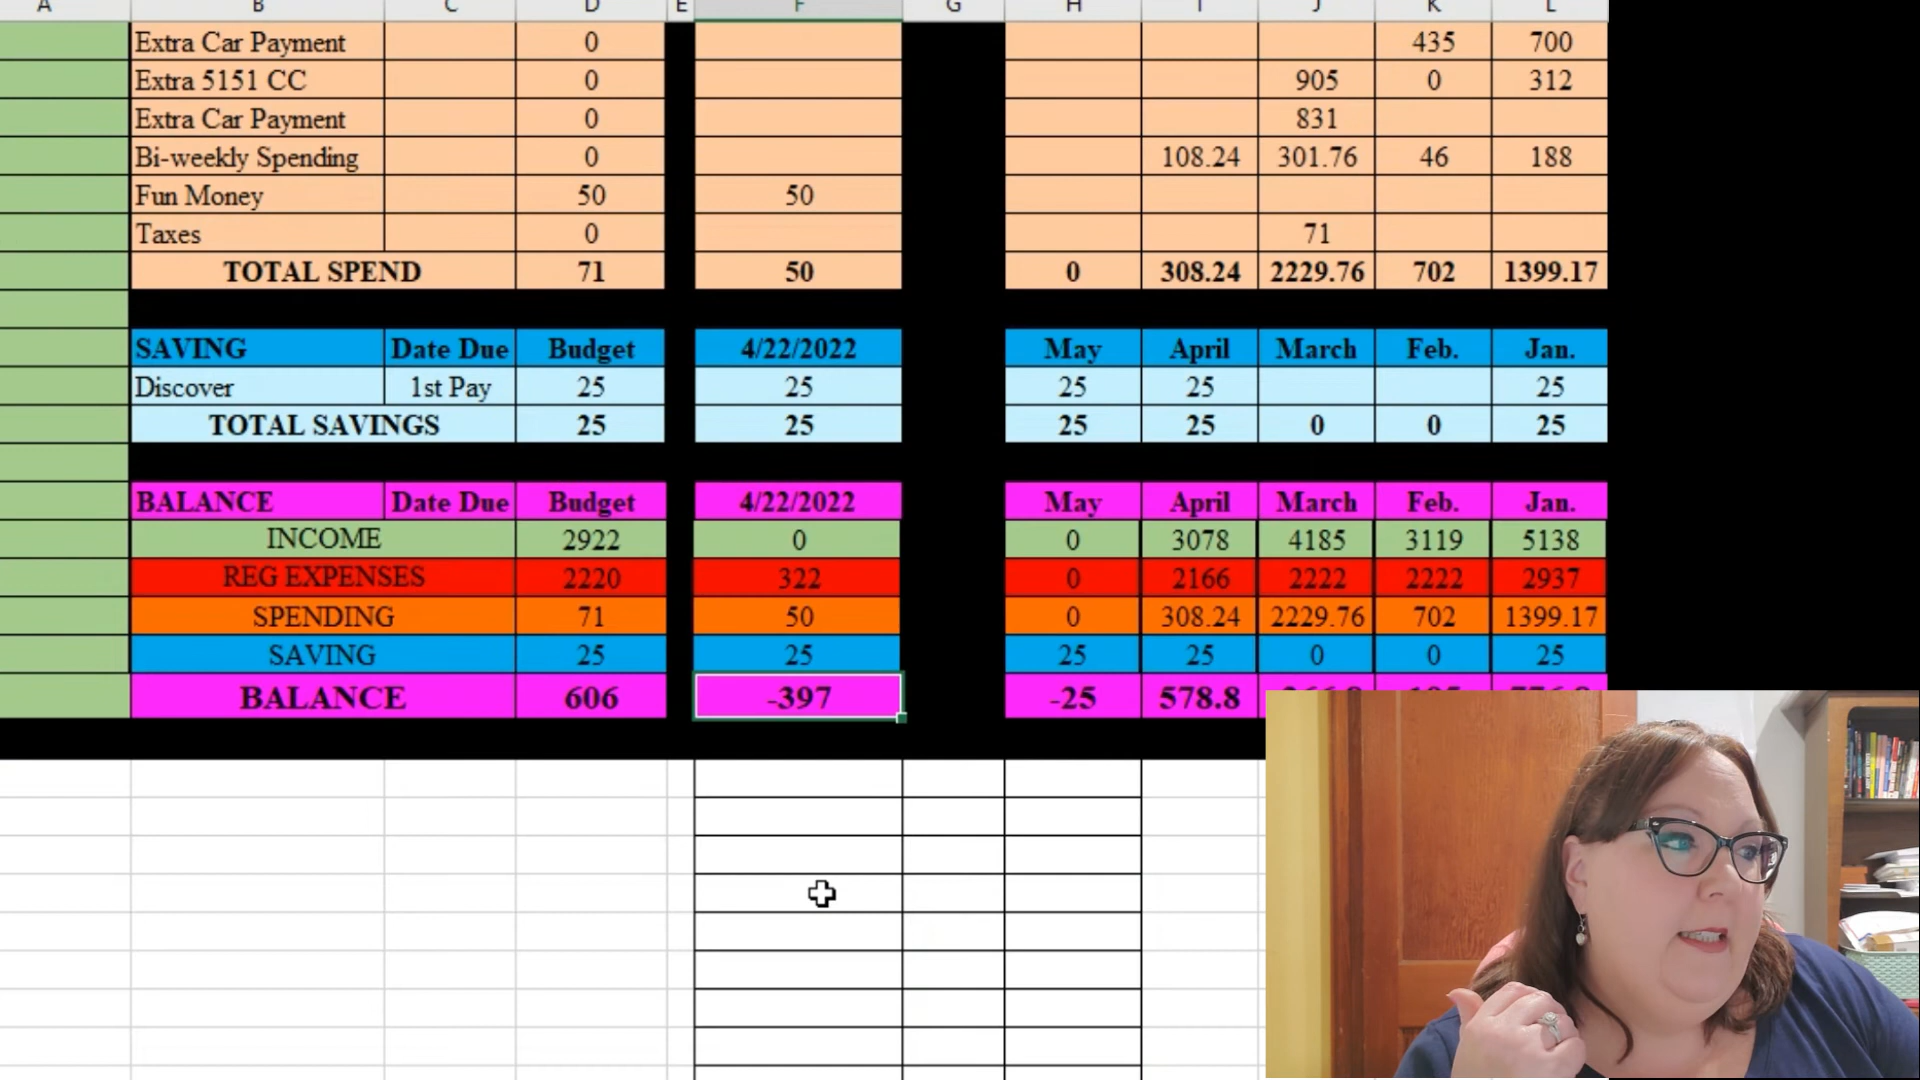 A B C D E F G H I J K L
Extra Car Payment 0 435 700
Extra 5151 CC 0 905 0 312
Extra Car Payment 0 831
Bi-weekly Spending 0 108.24 301.76 46 188
Fun Money 50 50
Taxes 0 71
TOTAL SPEND 71 50 0 308.24 2229.76 702 1399.17
SAVING Date Due Budget 4/22/2022 May April March Feb. Jan.
Discover 1st Pay 25 25 25 25 25
TOTAL SAVINGS 25 25 25 25 0 0 25
BALANCE Date Due Budget 4/22/2022 May April March Feb. Jan.
INCOME 2922 0 0 3078 4185 3119 5138
REG EXPENSES 2220 322 0 2166 2222 2222 2937
SPENDING 71 50 0 308.24 2229.76 702 1399.17
SAVING 25 25 25 25 0 0 25
BALANCE 606 -397 -25 578.8